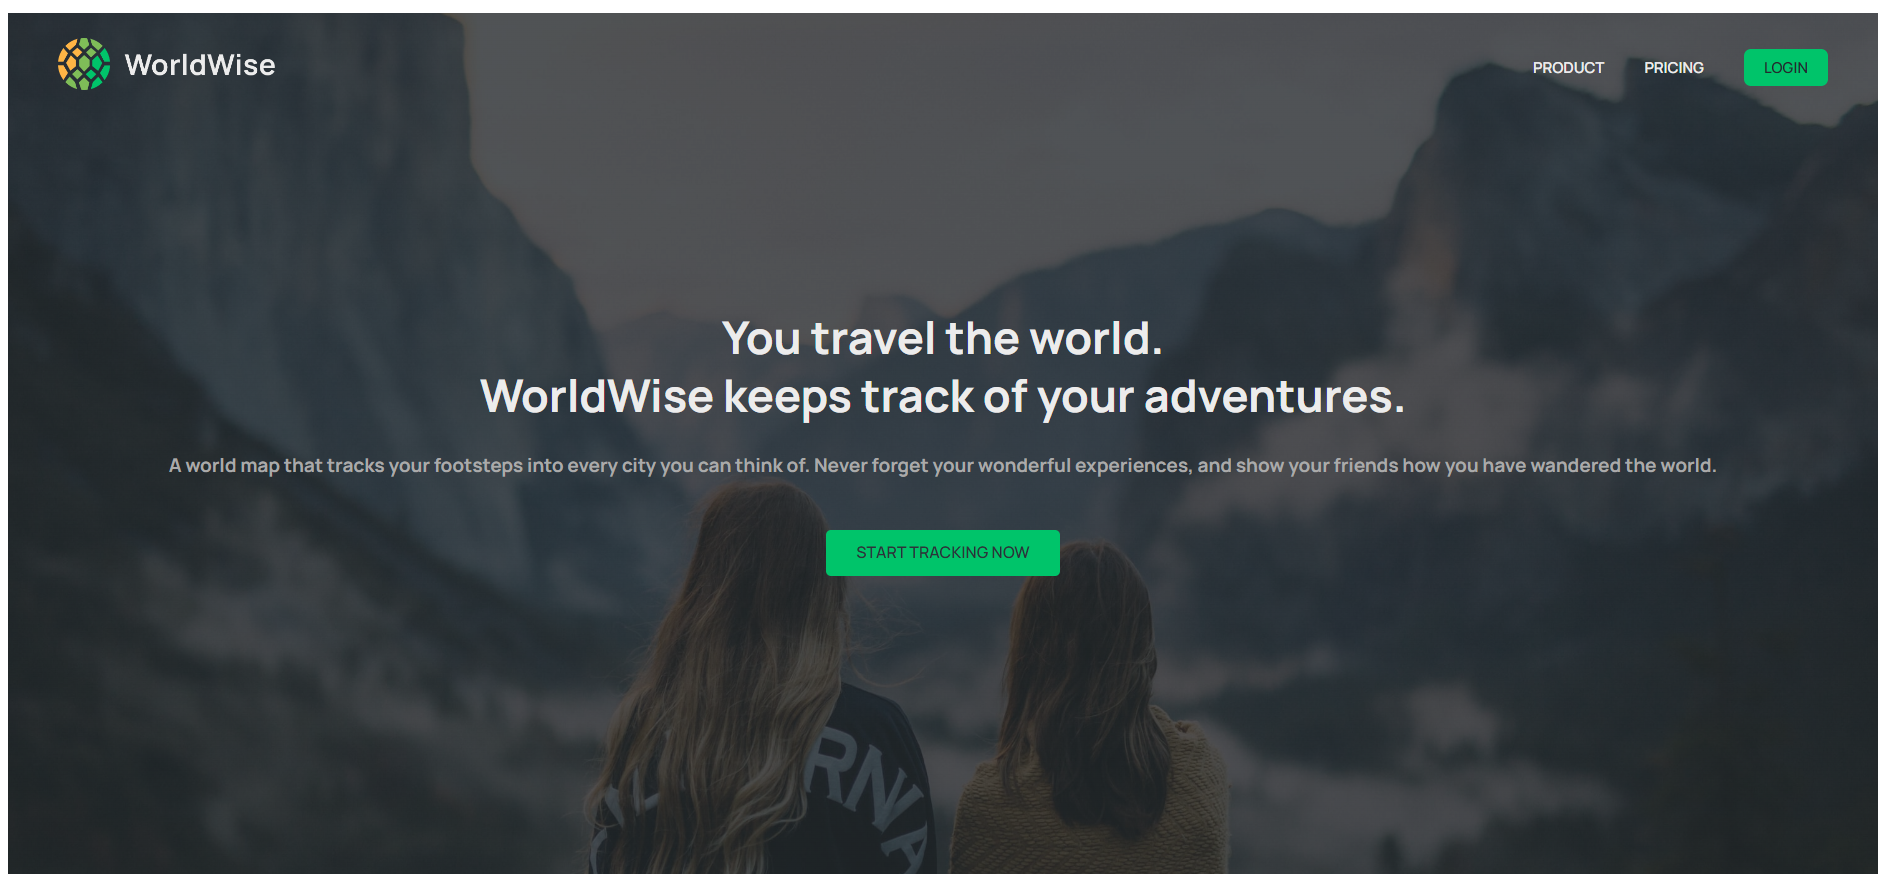 WorldWise
PRODUCT
PRICING
LOGIN
You travel the world.
WorldWise keeps track of your adventures.
A world map that tracks your footsteps into every city you can think of. Never forget your wonderful experiences, and show your friends how you have wandered the world.
START TRACKING NOW
RNIA